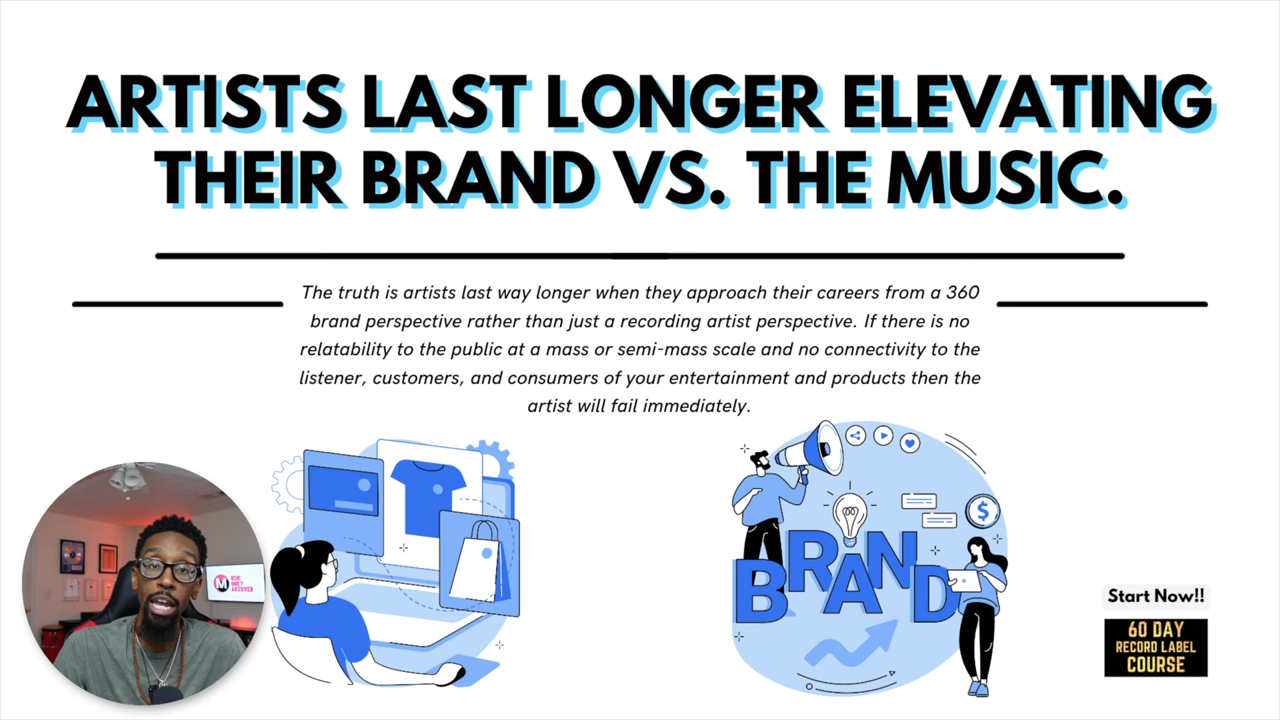 ARTISTS LAST LONGER ELEVATING
THEIR BRAND VS. THE MUSIC.
The truth is artists last way longer when they approach their careers from a 360
brand perspective rather than just a recording artist perspective. If there is no
relatability to the public at a mass or semi-mass scale and no connectivity to the
listener, customers, and consumers of your entertainment and products then the
artist will fail immediately.
BRAND
$
M
Start Now!!
60 DAY
RECORD LABEL
COURSE